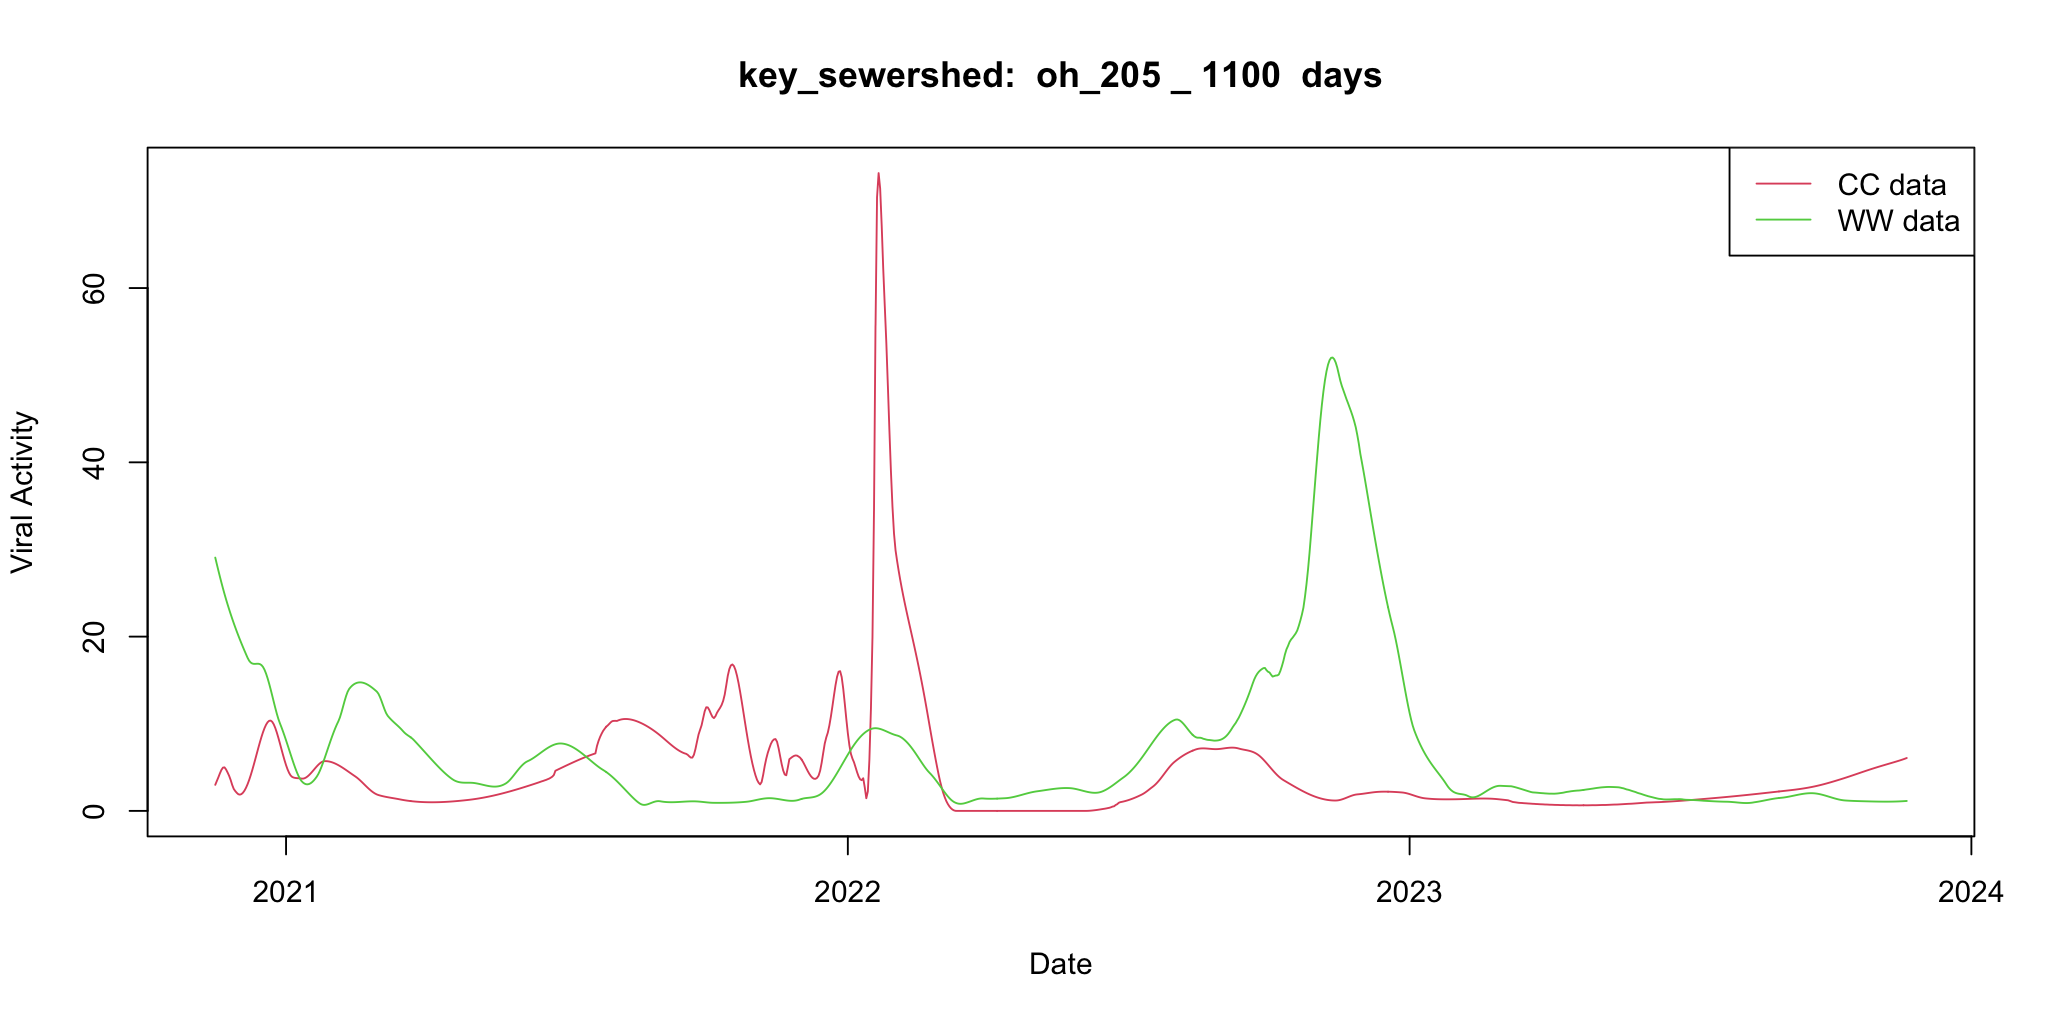 key_sewershed: oh_205 _ 1100 days
CC data
WW data
Viral Activity
60
40
20
0
2021
2022
2023
2024
Date